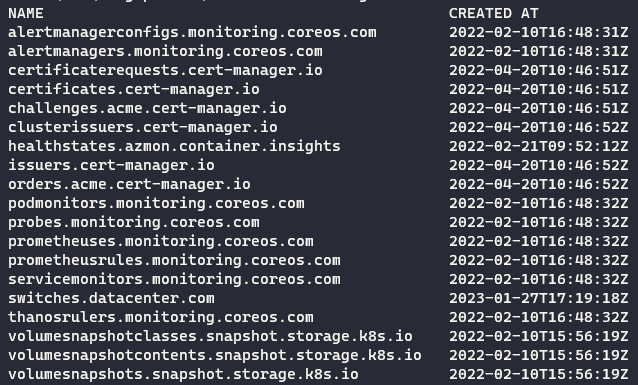 NAME CREATED AT
alertmanagerconfigs.monitoring.coreos.com 2022-02-10T16:48:31Z
alertmanagers.monitoring.coreos.com 2022-02-10T16:48:31Z
certificaterequests.cert-manager.io 2022-04-20T10:46:51Z
certificates.cert-manager.io 2022-04-20T10:46:51Z
challenges.acme.cert-manager.io 2022-04-20T10:46:51Z
clusterissuers.cert-manager.io 2022-04-20T10:46:52Z
healthstates.azmon.container.insights 2022-02-21T09:52:12Z
issuers.cert-manager.io 2022-04-20T10:46:52Z
orders.acme.cert-manager.io 2022-04-20T10:46:52Z
podmonitors.monitoring.coreos.com 2022-02-10T16:48:32Z
probes.monitoring.coreos.com 2022-02-10T16:48:32Z
prometheuses.monitoring.coreos.com 2022-02-10T16:48:32Z
prometheusrules.monitoring.coreos.com 2022-02-10T16:48:32Z
servicemonitors.monitoring.coreos.com 2022-02-10T16:48:32Z
switches.datacenter.com 2023-01-27T17:19:18Z
thanosrulers.monitoring.coreos.com 2022-02-10T16:48:32Z
volumesnapshotclasses.snapshot.storage.k8s.io 2022-02-10T15:56:19Z
volumesnapshotcontents.snapshot.storage.k8s.io 2022-02-10T15:56:19Z
volumesnapshots.snapshot.storage.k8s.io 2022-02-10T15:56:19Z